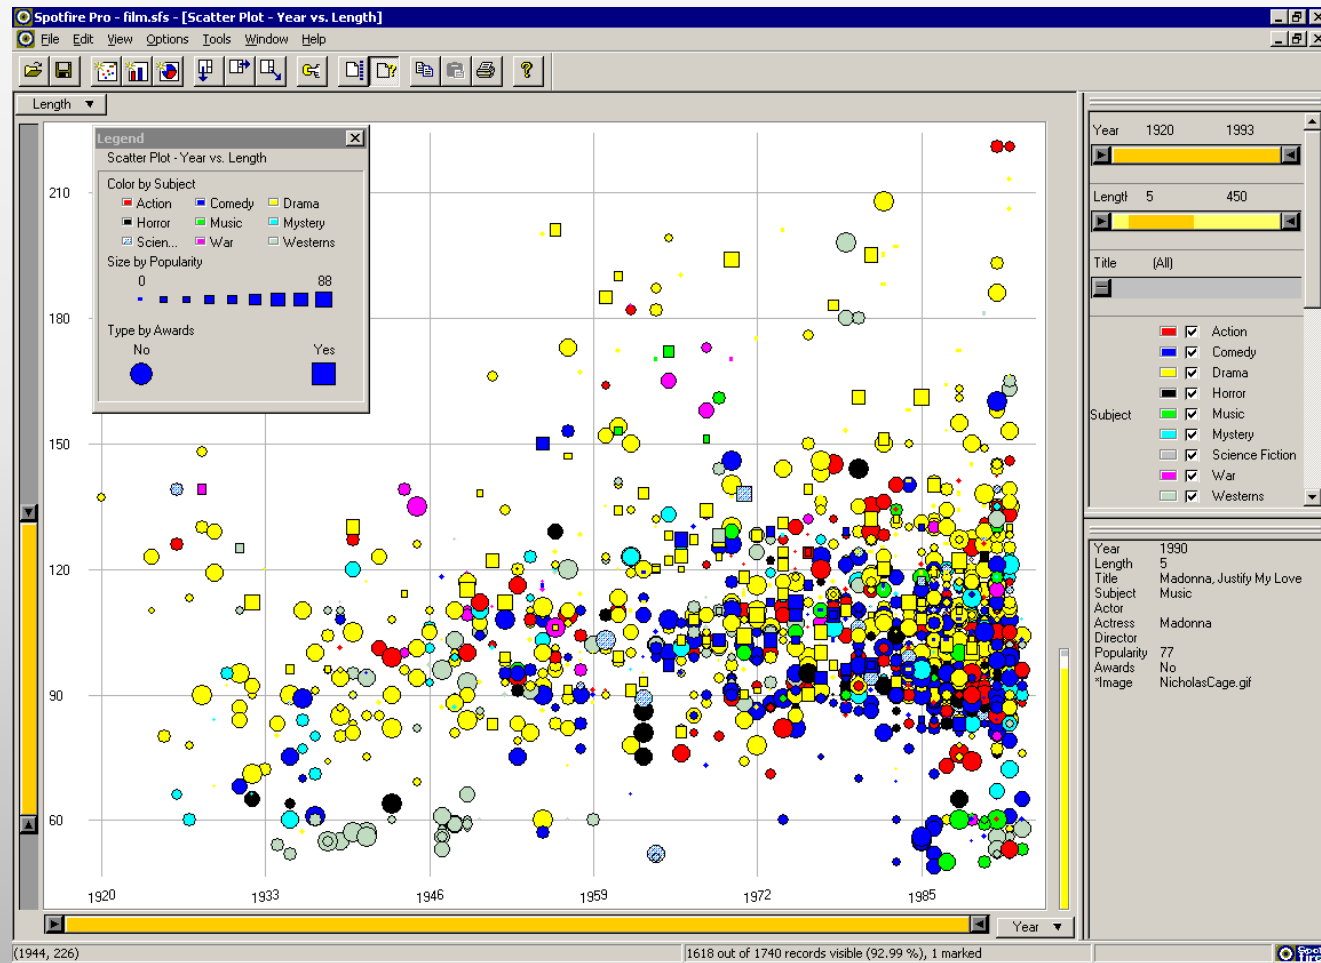 Spotfire Pro - film.sfs - [Scatter Plot - Year vs. Length]
File Edit View Options Tools Window Help
Length
Legend
Scatter Plot - Year vs. Length
Color by Subject
Action Comedy Drama
Horror Music Mystery
Scien... War Westerns
Size by Popularity
0 88
Type by Awards
No Yes
210
180
150
120
90
60
1920 1933 1946 1959 1972 1985
Year
Year 1920 1993
Length 5 450
Title (All)
Subject
Action
Comedy
Drama
Horror
Music
Mystery
Science Fiction
War
Westerns
Year 1990
Length 5
Title Madonna, Justify My Love
Subject Music
Actor
Actress Madonna
Director
Popularity 77
Awards No
*Image NicholasCage.gif
(1944, 226)
1618 out of 1740 records visible (92.99 %), 1 marked